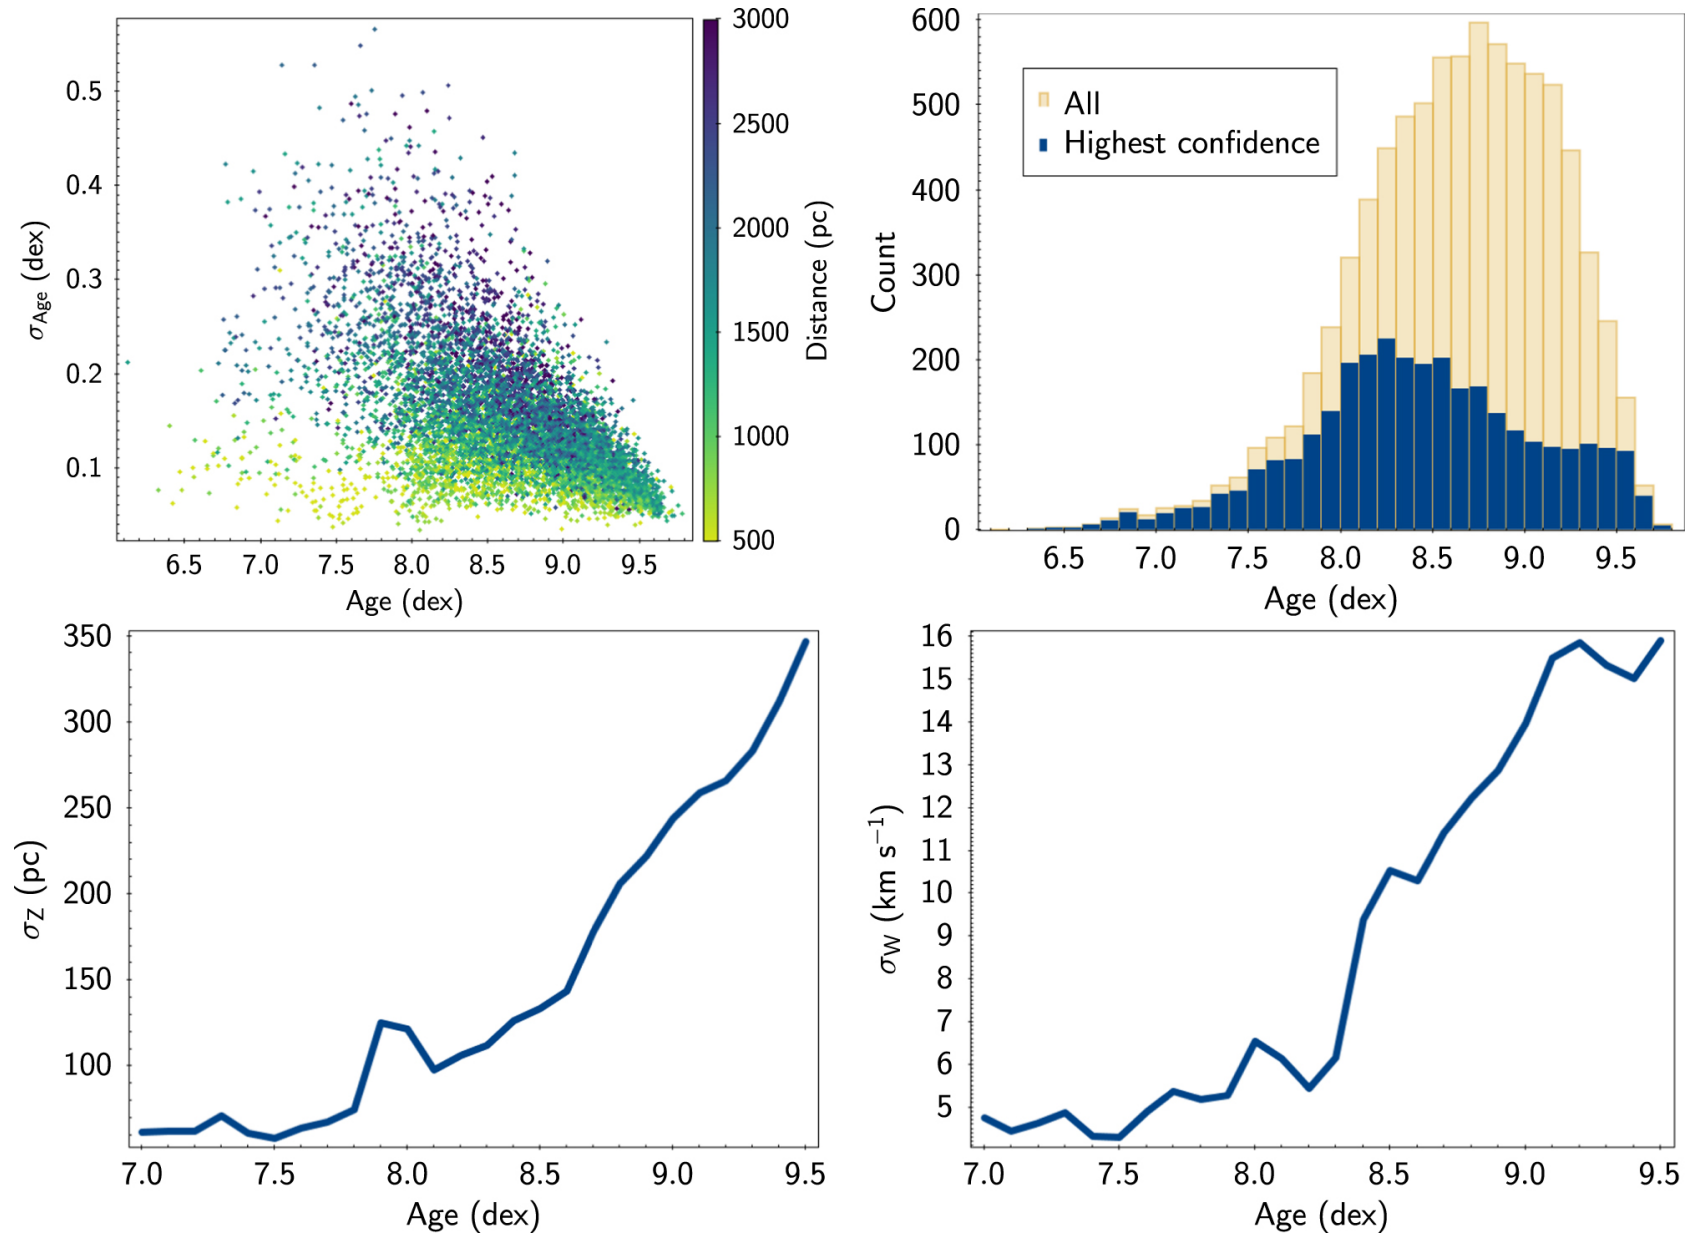 0.5
0.4
0.3
0.2
0.1
σAge (dex)
6.5 7.0 7.5 8.0 8.5 9.0 9.5
Age (dex)
3000
2500
2000
1500
1000
500
Distance (pc)
600
500
400
300
200
100
0
Count
All
Highest confidence
6.5 7.0 7.5 8.0 8.5 9.0 9.5
Age (dex)
350
300
250
200
150
100
σZ (pc)
7.0 7.5 8.0 8.5 9.0 9.5
Age (dex)
16
15
14
13
12
11
10
9
8
7
6
5
σW (km s⁻¹)
7.0 7.5 8.0 8.5 9.0 9.5
Age (dex)